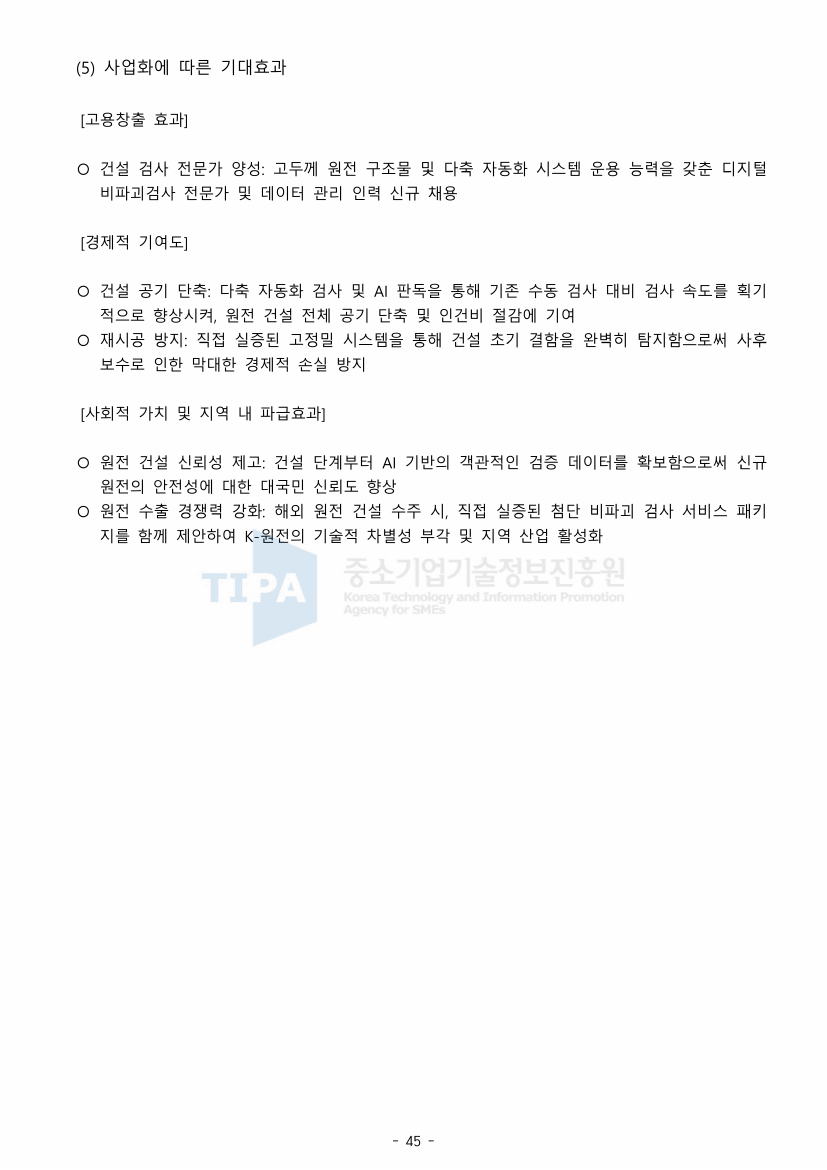 (5) 사업화에 따른 기대효과
[고용창출 효과]
○ 건설 검사 전문가 양성: 고두께 원전 구조물 및 다축 자동화 시스템 운용 능력을 갖춘 디지털
비파괴검사 전문가 및 데이터 관리 인력 신규 채용
[경제적 기여도]
○ 건설 공기 단축: 다축 자동화 검사 및 AI 판독을 통해 기존 수동 검사 대비 검사 속도를 획기
적으로 향상시켜, 원전 건설 전체 공기 단축 및 인건비 절감에 기여
○ 재시공 방지: 직접 실증된 고정밀 시스템을 통해 건설 초기 결함을 완벽히 탐지함으로써 사후
보수로 인한 막대한 경제적 손실 방지
[사회적 가치 및 지역 내 파급효과]
○ 원전 건설 신뢰성 제고: 건설 단계부터 AI 기반의 객관적인 검증 데이터를 확보함으로써 신규
원전의 안전성에 대한 대국민 신뢰도 향상
○ 원전 수출 경쟁력 강화: 해외 원전 건설 수주 시, 직접 실증된 첨단 비파괴 검사 서비스 패키
지를 함께 제안하여 K-원전의 기술적 차별성 부각 및 지역 산업 활성화
TIPA 중소기업기술정보진흥원
Korea Technology and Information Promotion
Agency for SMEs
- 45 -